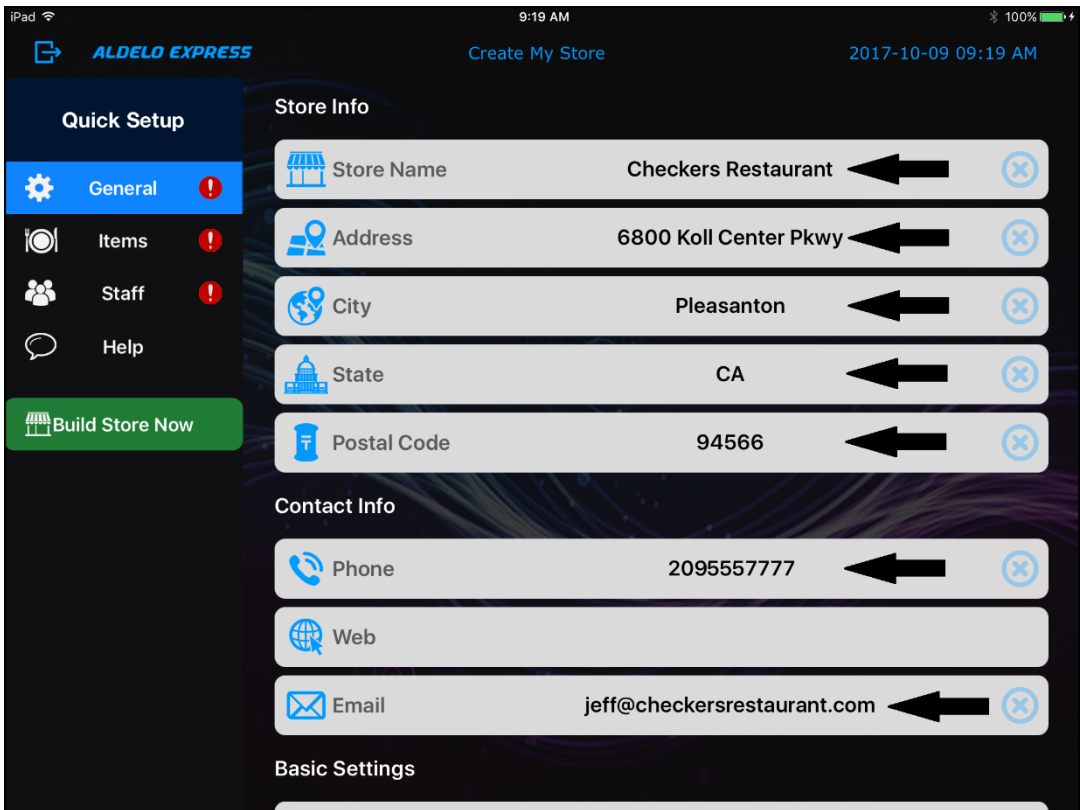 iPad 9:19 AM 100%
ALDELO EXPRESS Create My Store 2017-10-09 09:19 AM
Quick Setup
General
Items
Staff
Help
Build Store Now
Store Info
Store Name Checkers Restaurant
Address 6800 Koll Center Pkwy
City Pleasanton
State CA
Postal Code 94566
Contact Info
Phone 2095557777
Web
Email jeff@checkersrestaurant.com
Basic Settings